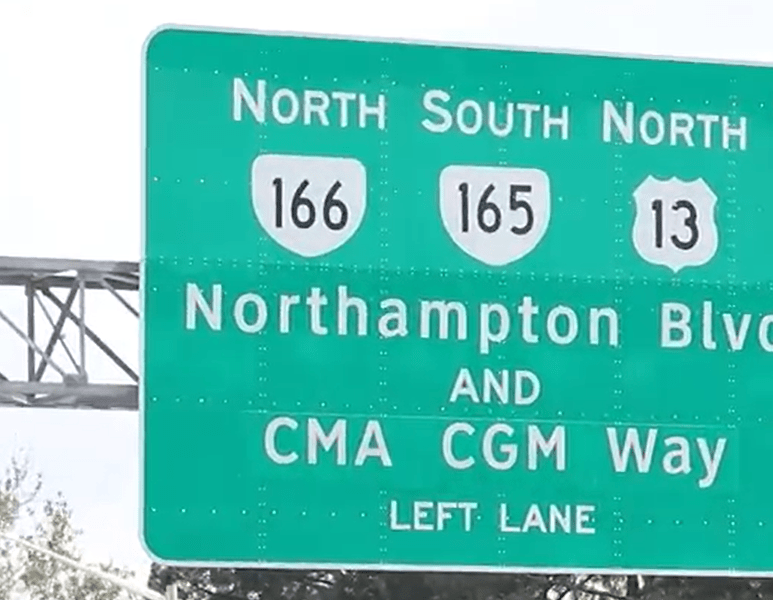 NORTH SOUTH NORTH
166 165 13
Northampton Blvd
AND
CMA CGM Way
LEFT LANE